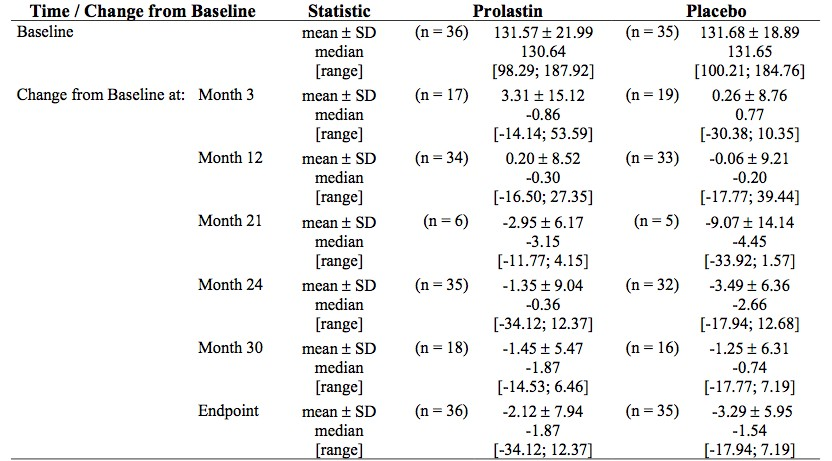 Time / Change from Baseline Statistic Prolastin Placebo
Baseline mean ± SD (n = 36) 131.57 ± 21.99 (n = 35) 131.68 ± 18.89
median 130.64 131.65
[range] [98.29; 187.92] [100.21; 184.76]
Change from Baseline at: Month 3 mean ± SD (n = 17) 3.31 ± 15.12 (n = 19) 0.26 ± 8.76
median -0.86 0.77
[range] [-14.14; 53.59] [-30.38; 10.35]
Month 12 mean ± SD (n = 34) 0.20 ± 8.52 (n = 33) -0.06 ± 9.21
median -0.30 -0.20
[range] [-16.50; 27.35] [-17.77; 39.44]
Month 21 mean ± SD (n = 6) -2.95 ± 6.17 (n = 5) -9.07 ± 14.14
median -3.15 -4.45
[range] [-11.77; 4.15] [-33.92; 1.57]
Month 24 mean ± SD (n = 35) -1.35 ± 9.04 (n = 32) -3.49 ± 6.36
median -0.36 -2.66
[range] [-34.12; 12.37] [-17.94; 12.68]
Month 30 mean ± SD (n = 18) -1.45 ± 5.47 (n = 16) -1.25 ± 6.31
median -1.87 -0.74
[range] [-14.53; 6.46] [-17.77; 7.19]
Endpoint mean ± SD (n = 36) -2.12 ± 7.94 (n = 35) -3.29 ± 5.95
median -1.87 -1.54
[range] [-34.12; 12.37] [-17.94; 7.19]